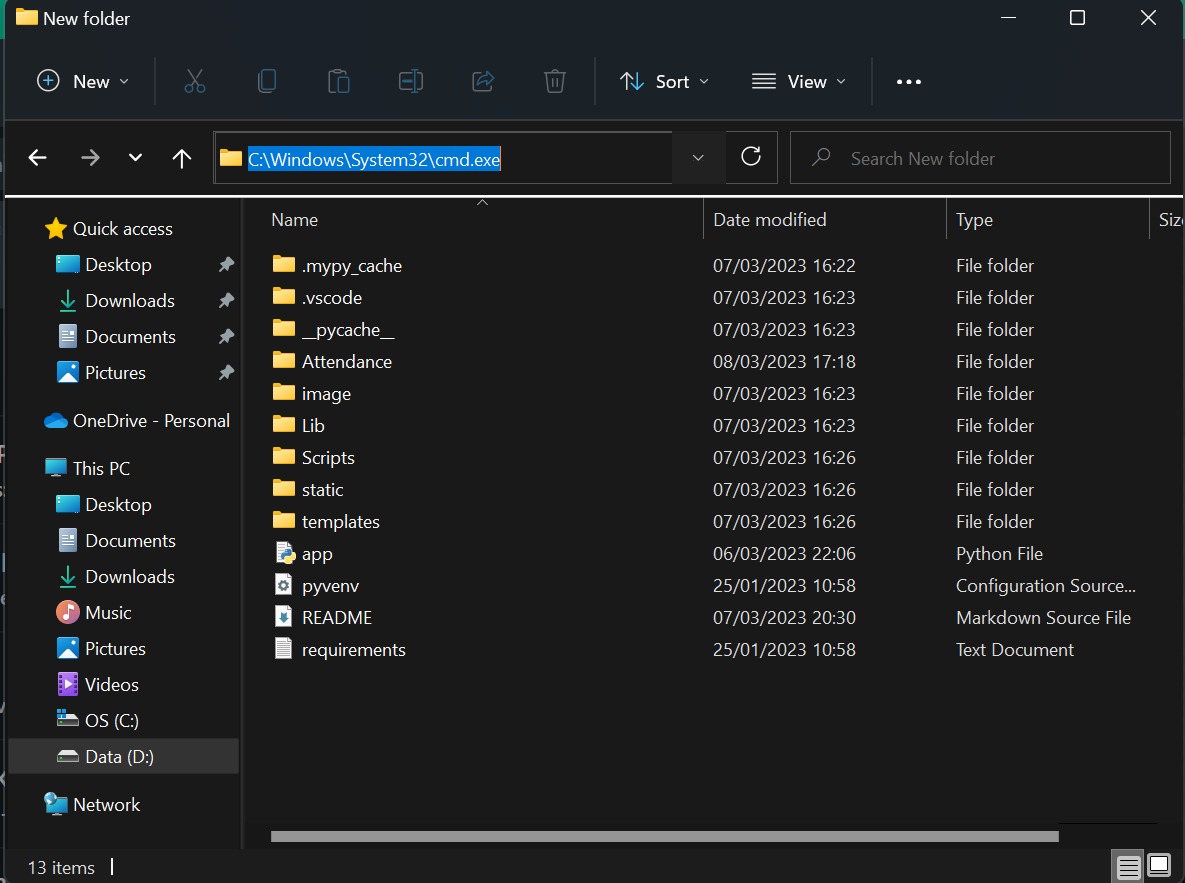 New folder
New
Sort
View
C:\Windows\System32\cmd.exe
Search New folder
Name Date modified Type
Quick access
Desktop
Downloads
Documents
Pictures
OneDrive - Personal
This PC
Desktop
Documents
Downloads
Music
Pictures
Videos
OS (C:)
Data (D:)
Network
.mypy_cache 07/03/2023 16:22 File folder
.vscode 07/03/2023 16:23 File folder
__pycache__ 07/03/2023 16:23 File folder
Attendance 08/03/2023 17:18 File folder
image 07/03/2023 16:23 File folder
Lib 07/03/2023 16:23 File folder
Scripts 07/03/2023 16:26 File folder
static 07/03/2023 16:26 File folder
templates 07/03/2023 16:26 File folder
app 06/03/2023 22:06 Python File
pyvenv 25/01/2023 10:58 Configuration Source...
README 07/03/2023 20:30 Markdown Source File
requirements 25/01/2023 10:58 Text Document
13 items